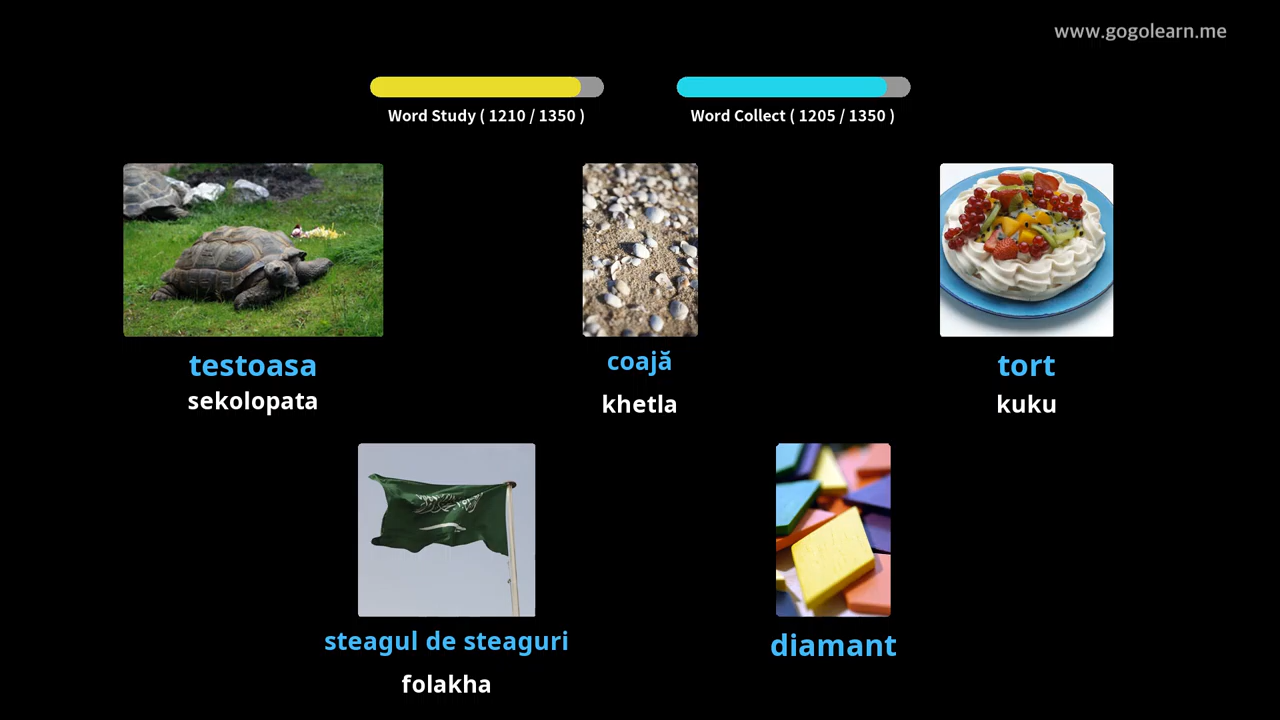 www.gogolearn.me
Word Study ( 1210 / 1350 )
Word Collect ( 1205 / 1350 )
testoasa
sekolopata
coajă
khetla
tort
kuku
steagul de steaguri
folakha
diamant